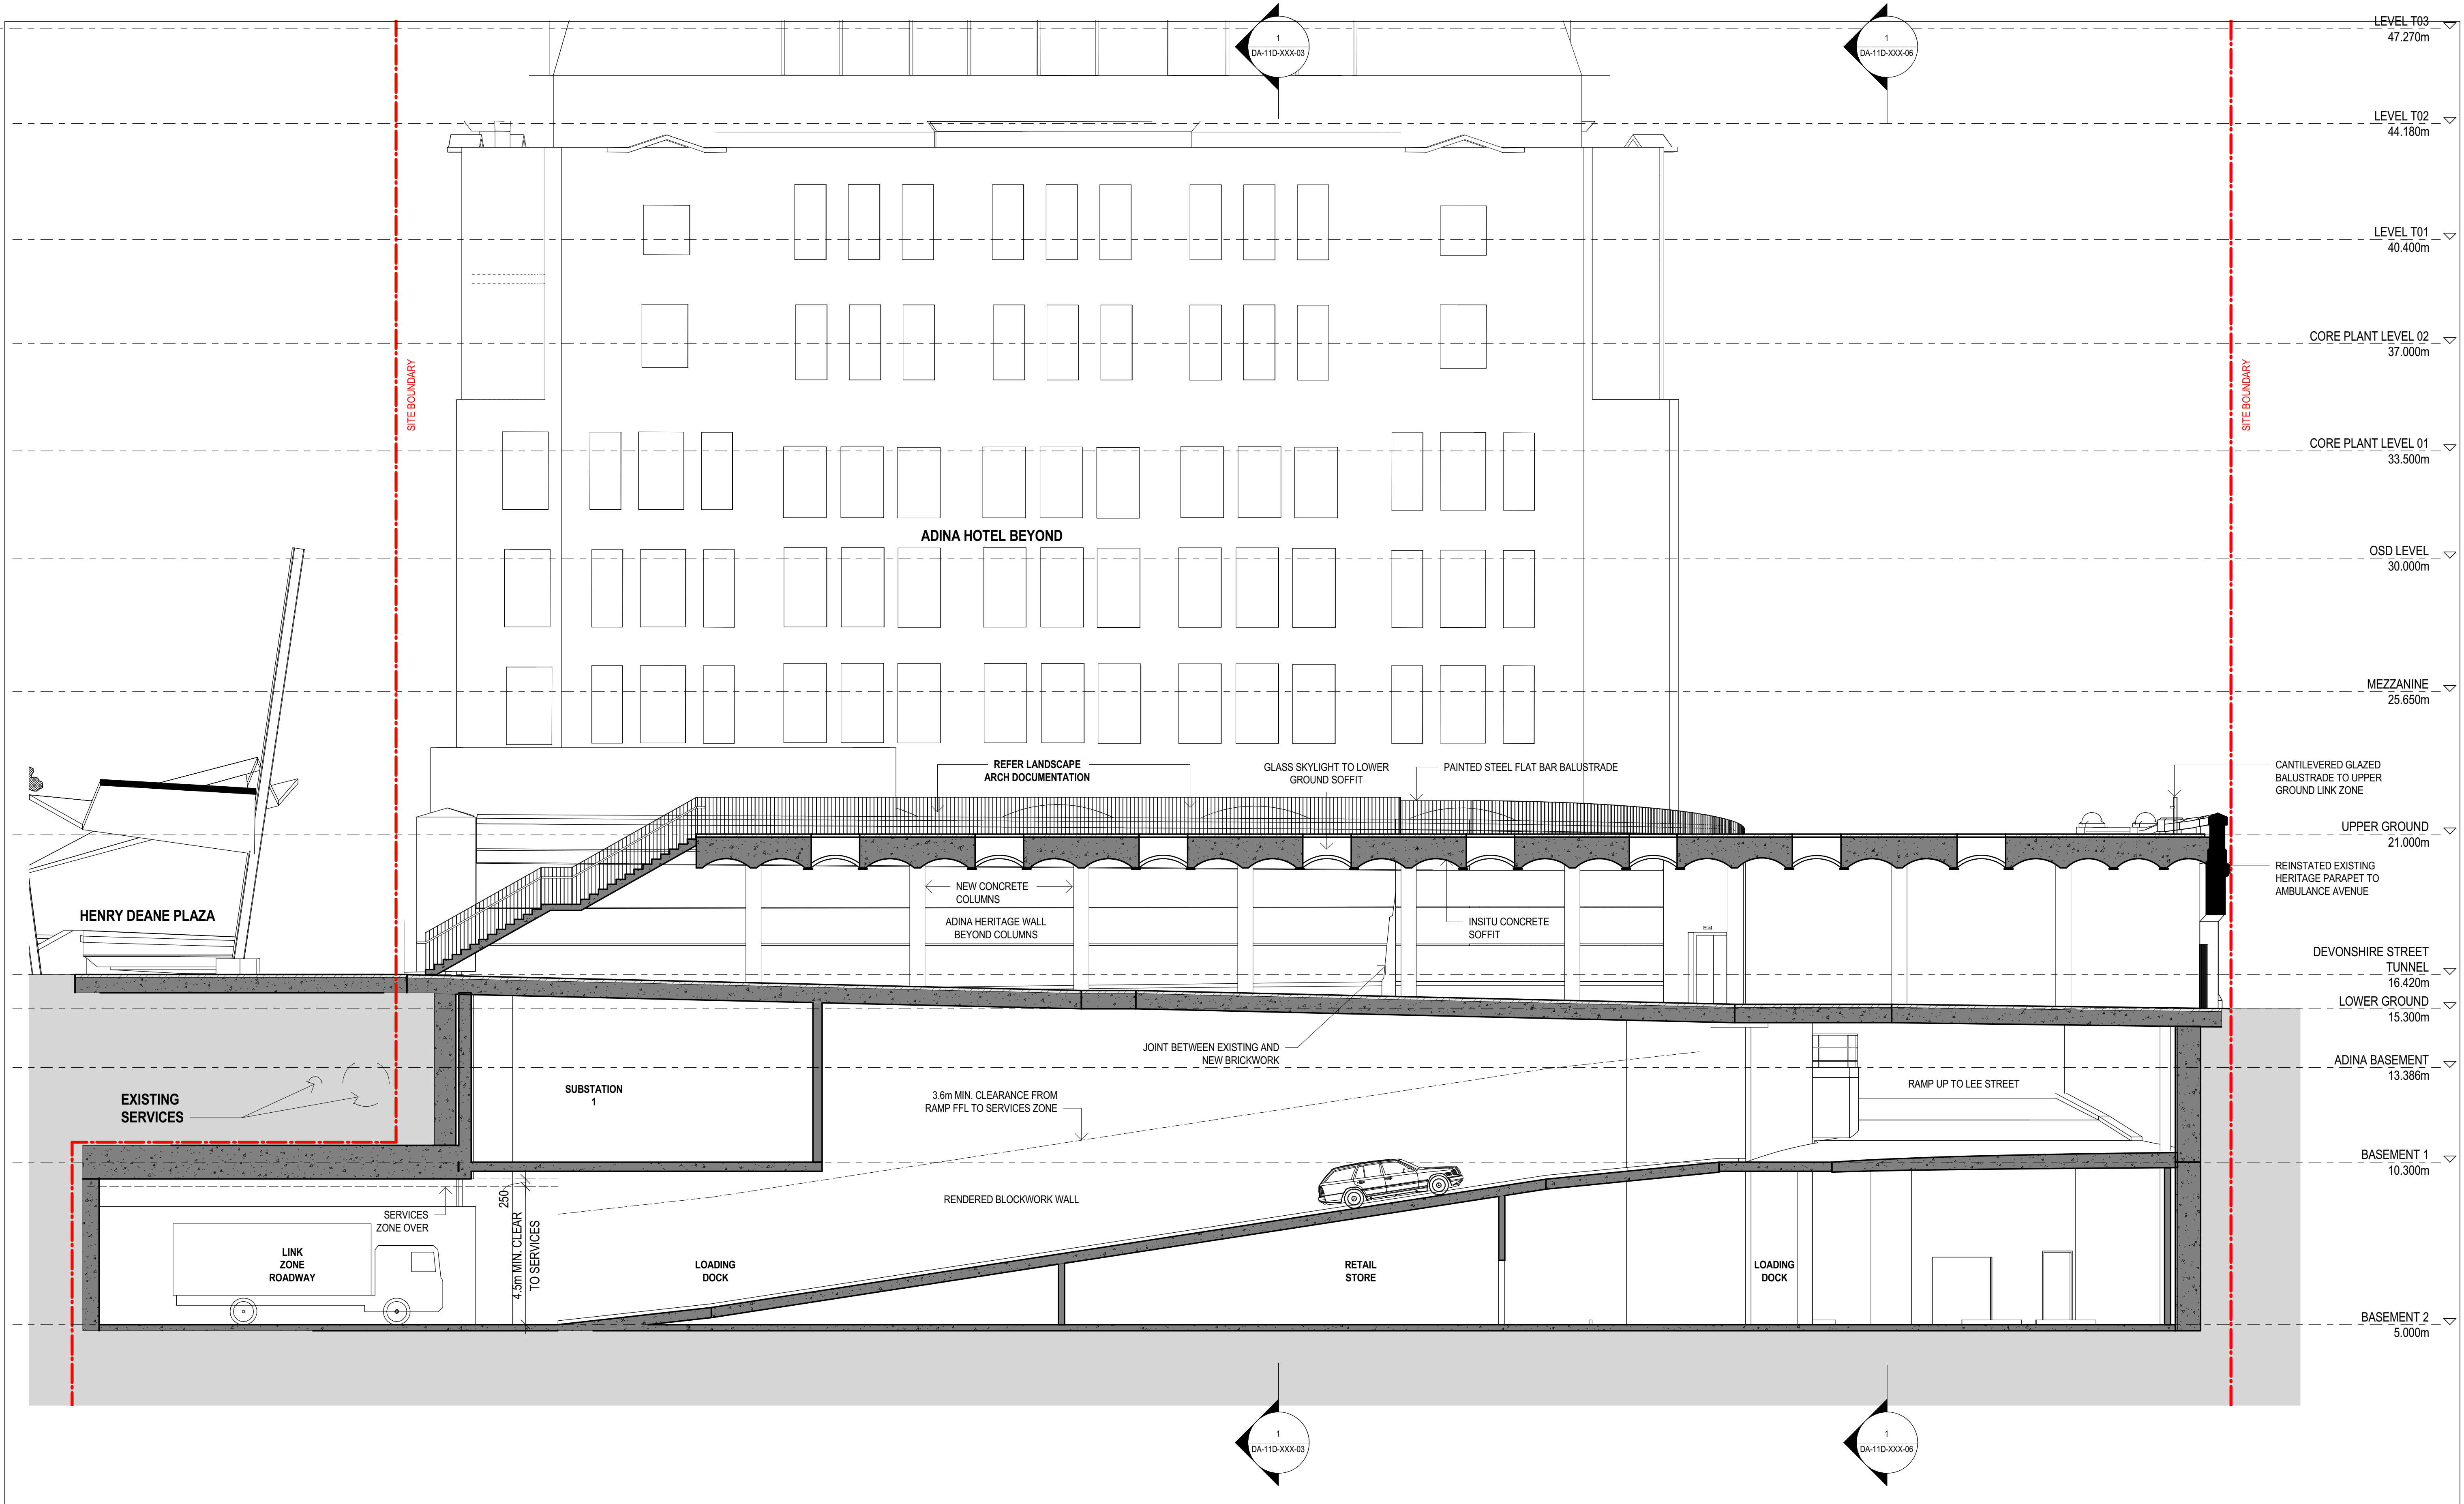 LEVEL T03
47.270m
1
DA-11D-XXX-03
1
DA-11D-XXX-06
LEVEL T02
44.180m
LEVEL T01
40.400m
CORE PLANT LEVEL 02
37.000m
SITE BOUNDARY
SITE BOUNDARY
CORE PLANT LEVEL 01
33.500m
ADINA HOTEL BEYOND
OSD LEVEL
30.000m
MEZZANINE
25.650m
REFER LANDSCAPE
ARCH DOCUMENTATION
GLASS SKYLIGHT TO LOWER
GROUND SOFFIT
PAINTED STEEL FLAT BAR BALUSTRADE
CANTILEVERED GLAZED
BALUSTRADE TO UPPER
GROUND LINK ZONE
UPPER GROUND
21.000m
REINSTATED EXISTING
HERITAGE PARAPET TO
AMBULANCE AVENUE
HENRY DEANE PLAZA
NEW CONCRETE
COLUMNS
ADINA HERITAGE WALL
BEYOND COLUMNS
INSITU CONCRETE
SOFFIT
DEVONSHIRE STREET
TUNNEL
16.420m
LOWER GROUND
15.300m
JOINT BETWEEN EXISTING AND
NEW BRICKWORK
ADINA BASEMENT
13.386m
EXISTING
SERVICES
SUBSTATION
1
3.6m MIN. CLEARANCE FROM
RAMP FFL TO SERVICES ZONE
RAMP UP TO LEE STREET
BASEMENT 1
10.300m
RENDERED BLOCKWORK WALL
SERVICES
ZONE OVER
250
4.5m MIN. CLEAR
TO SERVICES
LINK
ZONE
ROADWAY
LOADING
DOCK
RETAIL
STORE
LOADING
DOCK
BASEMENT 2
5.000m
1
DA-11D-XXX-03
1
DA-11D-XXX-06